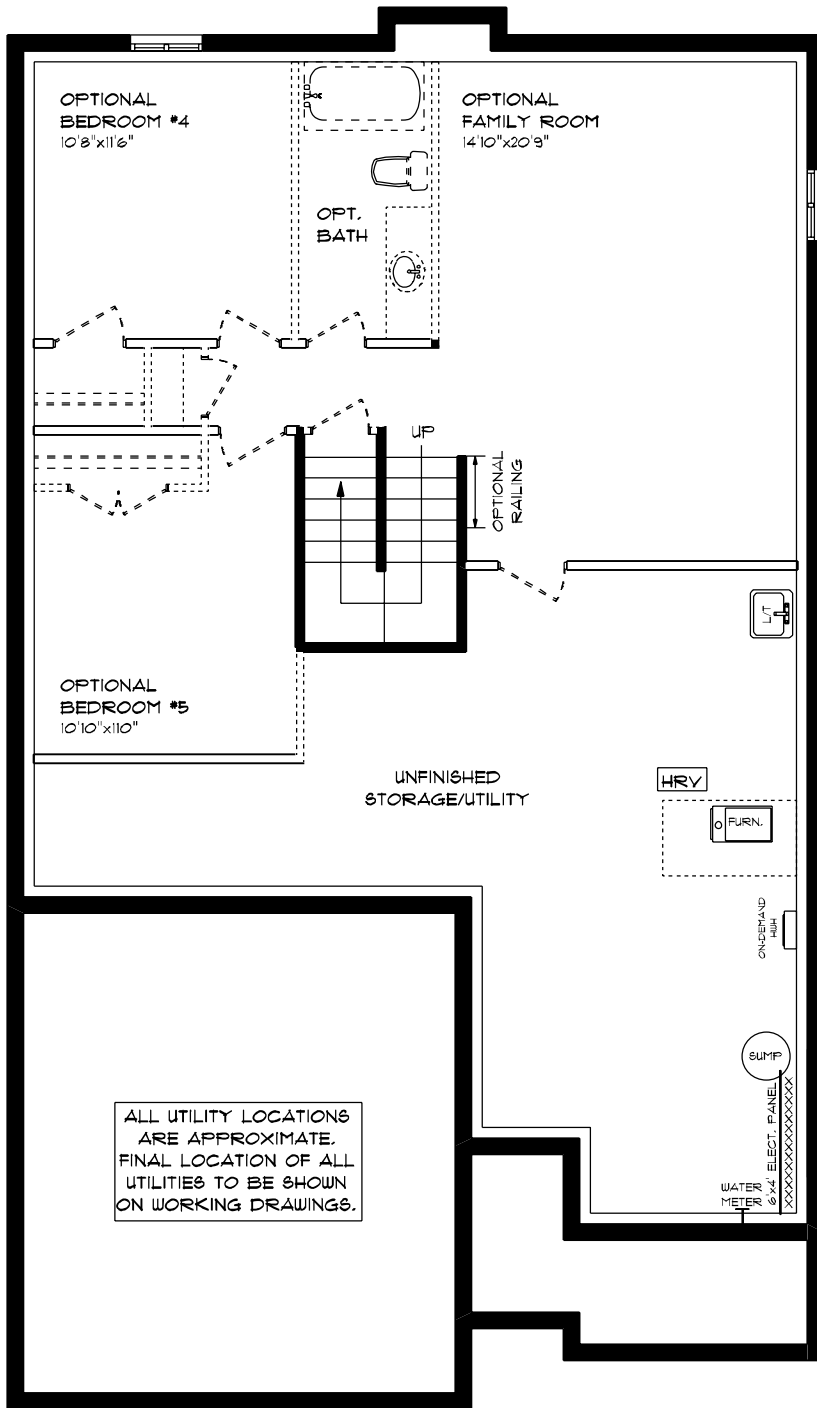 OPTIONAL
BEDROOM #4
10'8"x11'6"
OPTIONAL
FAMILY ROOM
14'10"x20'9"
OPT.
BATH
UP
OPTIONAL
RAILING
L/T
OPTIONAL
BEDROOM #5
10'10"x110"
UNFINISHED
STORAGE/UTILITY
HRV
FURN.
ON-DEMAND
HWH
SUMP
6'x4' ELECT. PANEL
XXXXXXXXXXXXXXX
WATER
METER
ALL UTILITY LOCATIONS
ARE APPROXIMATE.
FINAL LOCATION OF ALL
UTILITIES TO BE SHOWN
ON WORKING DRAWINGS.